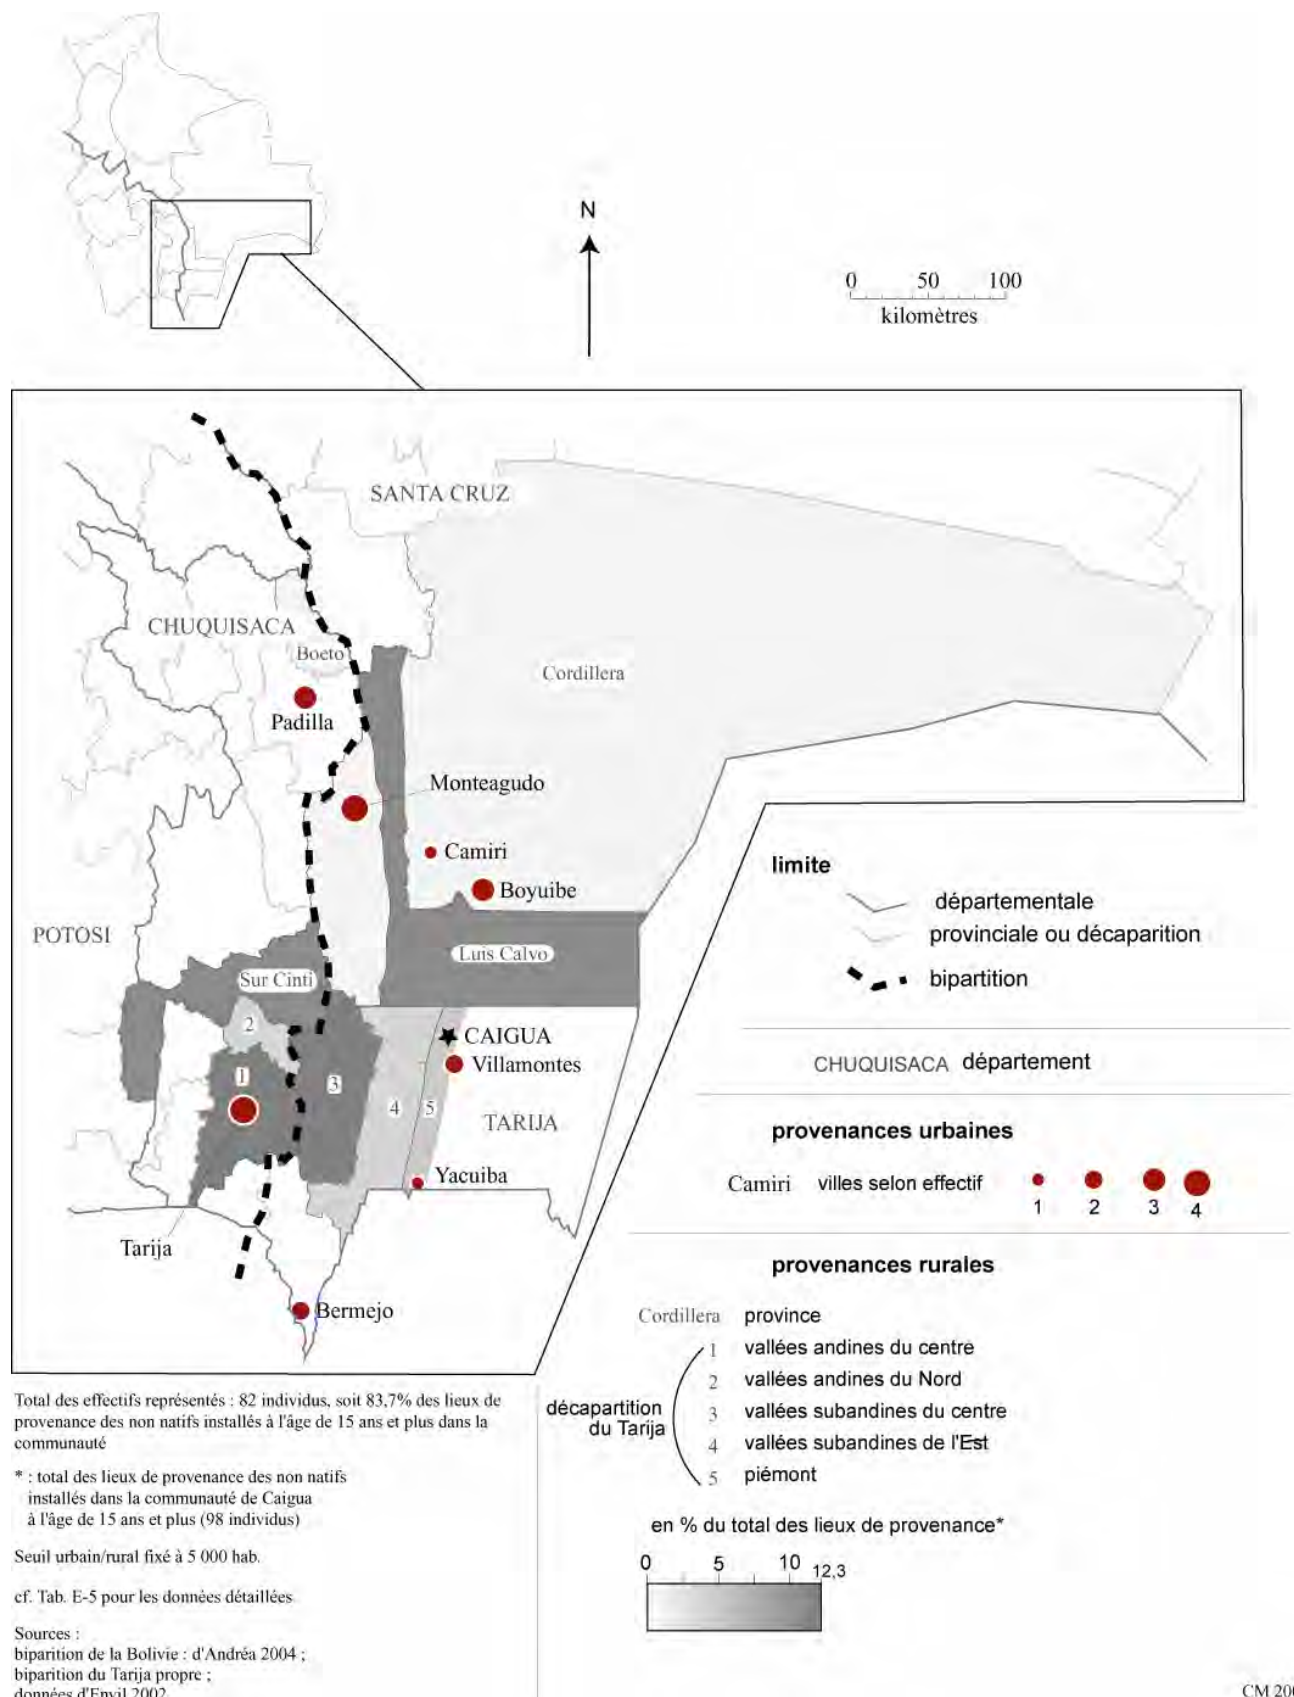 N
0 50 100
kilomètres
SANTA CRUZ
CHUQUISACA
Boeto
Cordillera
Padilla
Monteagudo
Camiri
Boyuibe
POTOSI
Luis Calvo
Sur Cinti
2
CAIGUA
Villamontes
1
3
4
5
TARIJA
Yacuiba
Tarija
Bermejo
limite
départementale
provinciale ou décaparition
bipartition
CHUQUISACA département
provenances urbaines
Camiri villes selon effectif
1 2 3 4
provenances rurales
Cordillera province
1 vallées andines du centre
2 vallées andines du Nord
décapartition
du Tarija
3 vallées subandines du centre
4 vallées subandines de l'Est
5 piémont
en % du total des lieux de provenance*
0 5 10 12,3
Total des effectifs représentés : 82 individus, soit 83,7% des lieux de
provenance des non natifs installés à l'âge de 15 ans et plus dans la
communauté
* : total des lieux de provenance des non natifs
installés dans la communauté de Caigua
à l'âge de 15 ans et plus (98 individus)
Seuil urbain/rural fixé à 5 000 hab.
cf. Tab. E-5 pour les données détaillées
Sources :
biparition de la Bolivie : d'Andréa 2004 ;
biparition du Tarija propre ;
données d'Envil 2002
CM 200